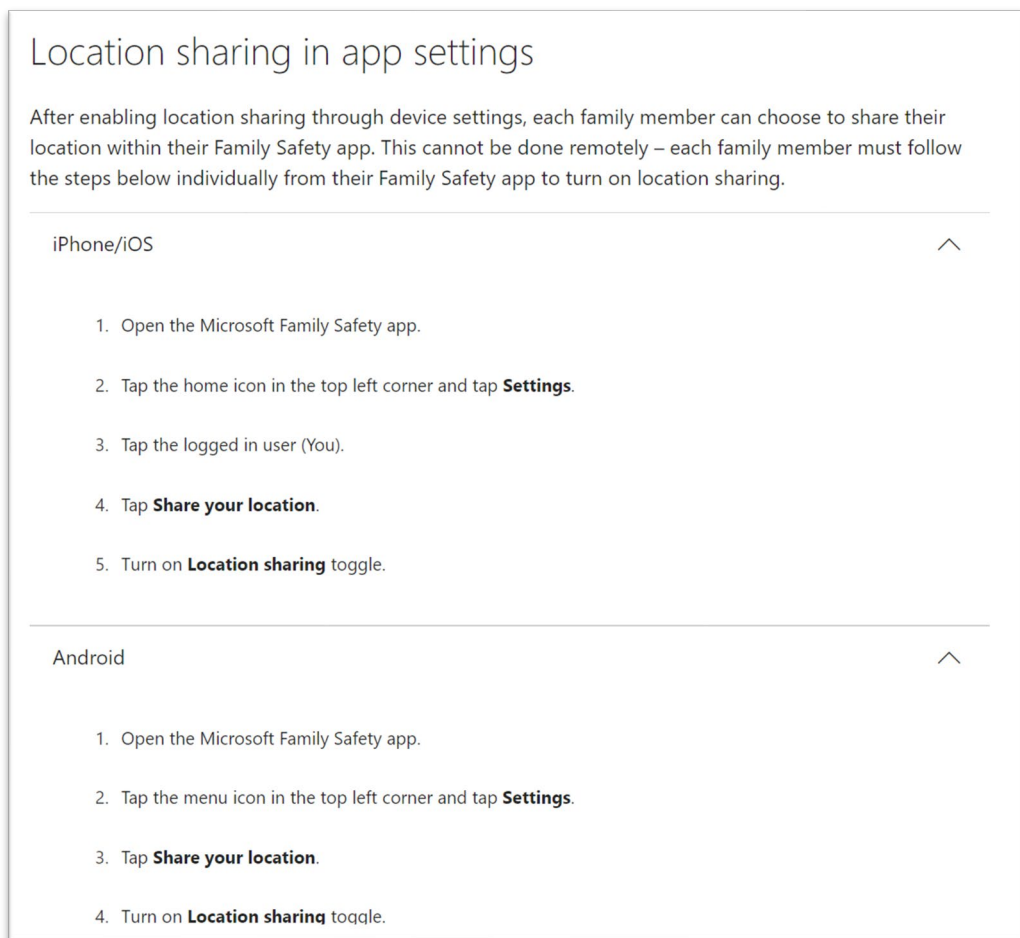 Location sharing in app settings
After enabling location sharing through device settings, each family member can choose to share their
location within their Family Safety app. This cannot be done remotely – each family member must follow
the steps below individually from their Family Safety app to turn on location sharing.
iPhone/iOS
1. Open the Microsoft Family Safety app.
2. Tap the home icon in the top left corner and tap Settings.
3. Tap the logged in user (You).
4. Tap Share your location.
5. Turn on Location sharing toggle.
Android
1. Open the Microsoft Family Safety app.
2. Tap the menu icon in the top left corner and tap Settings.
3. Tap Share your location.
4. Turn on Location sharing toggle.